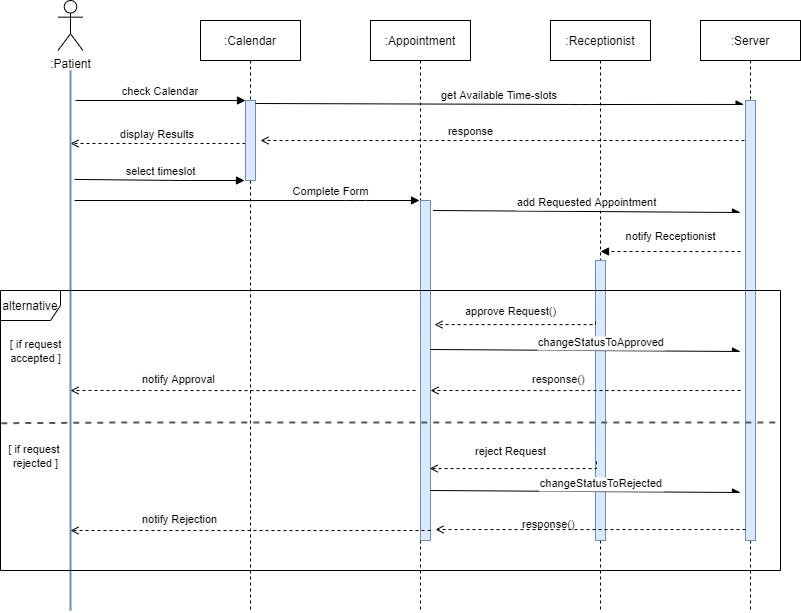 :Patient
:Calendar
:Appointment
:Receptionist
:Server
check Calendar
get Available Time-slots
display Results
response
select timeslot
Complete Form
add Requested Appointment
notify Receptionist
alternative
approve Request()
[ if request
accepted ]
changeStatusToApproved
notify Approval
response()
[ if request
rejected ]
reject Request
changeStatusToRejected
notify Rejection
response()